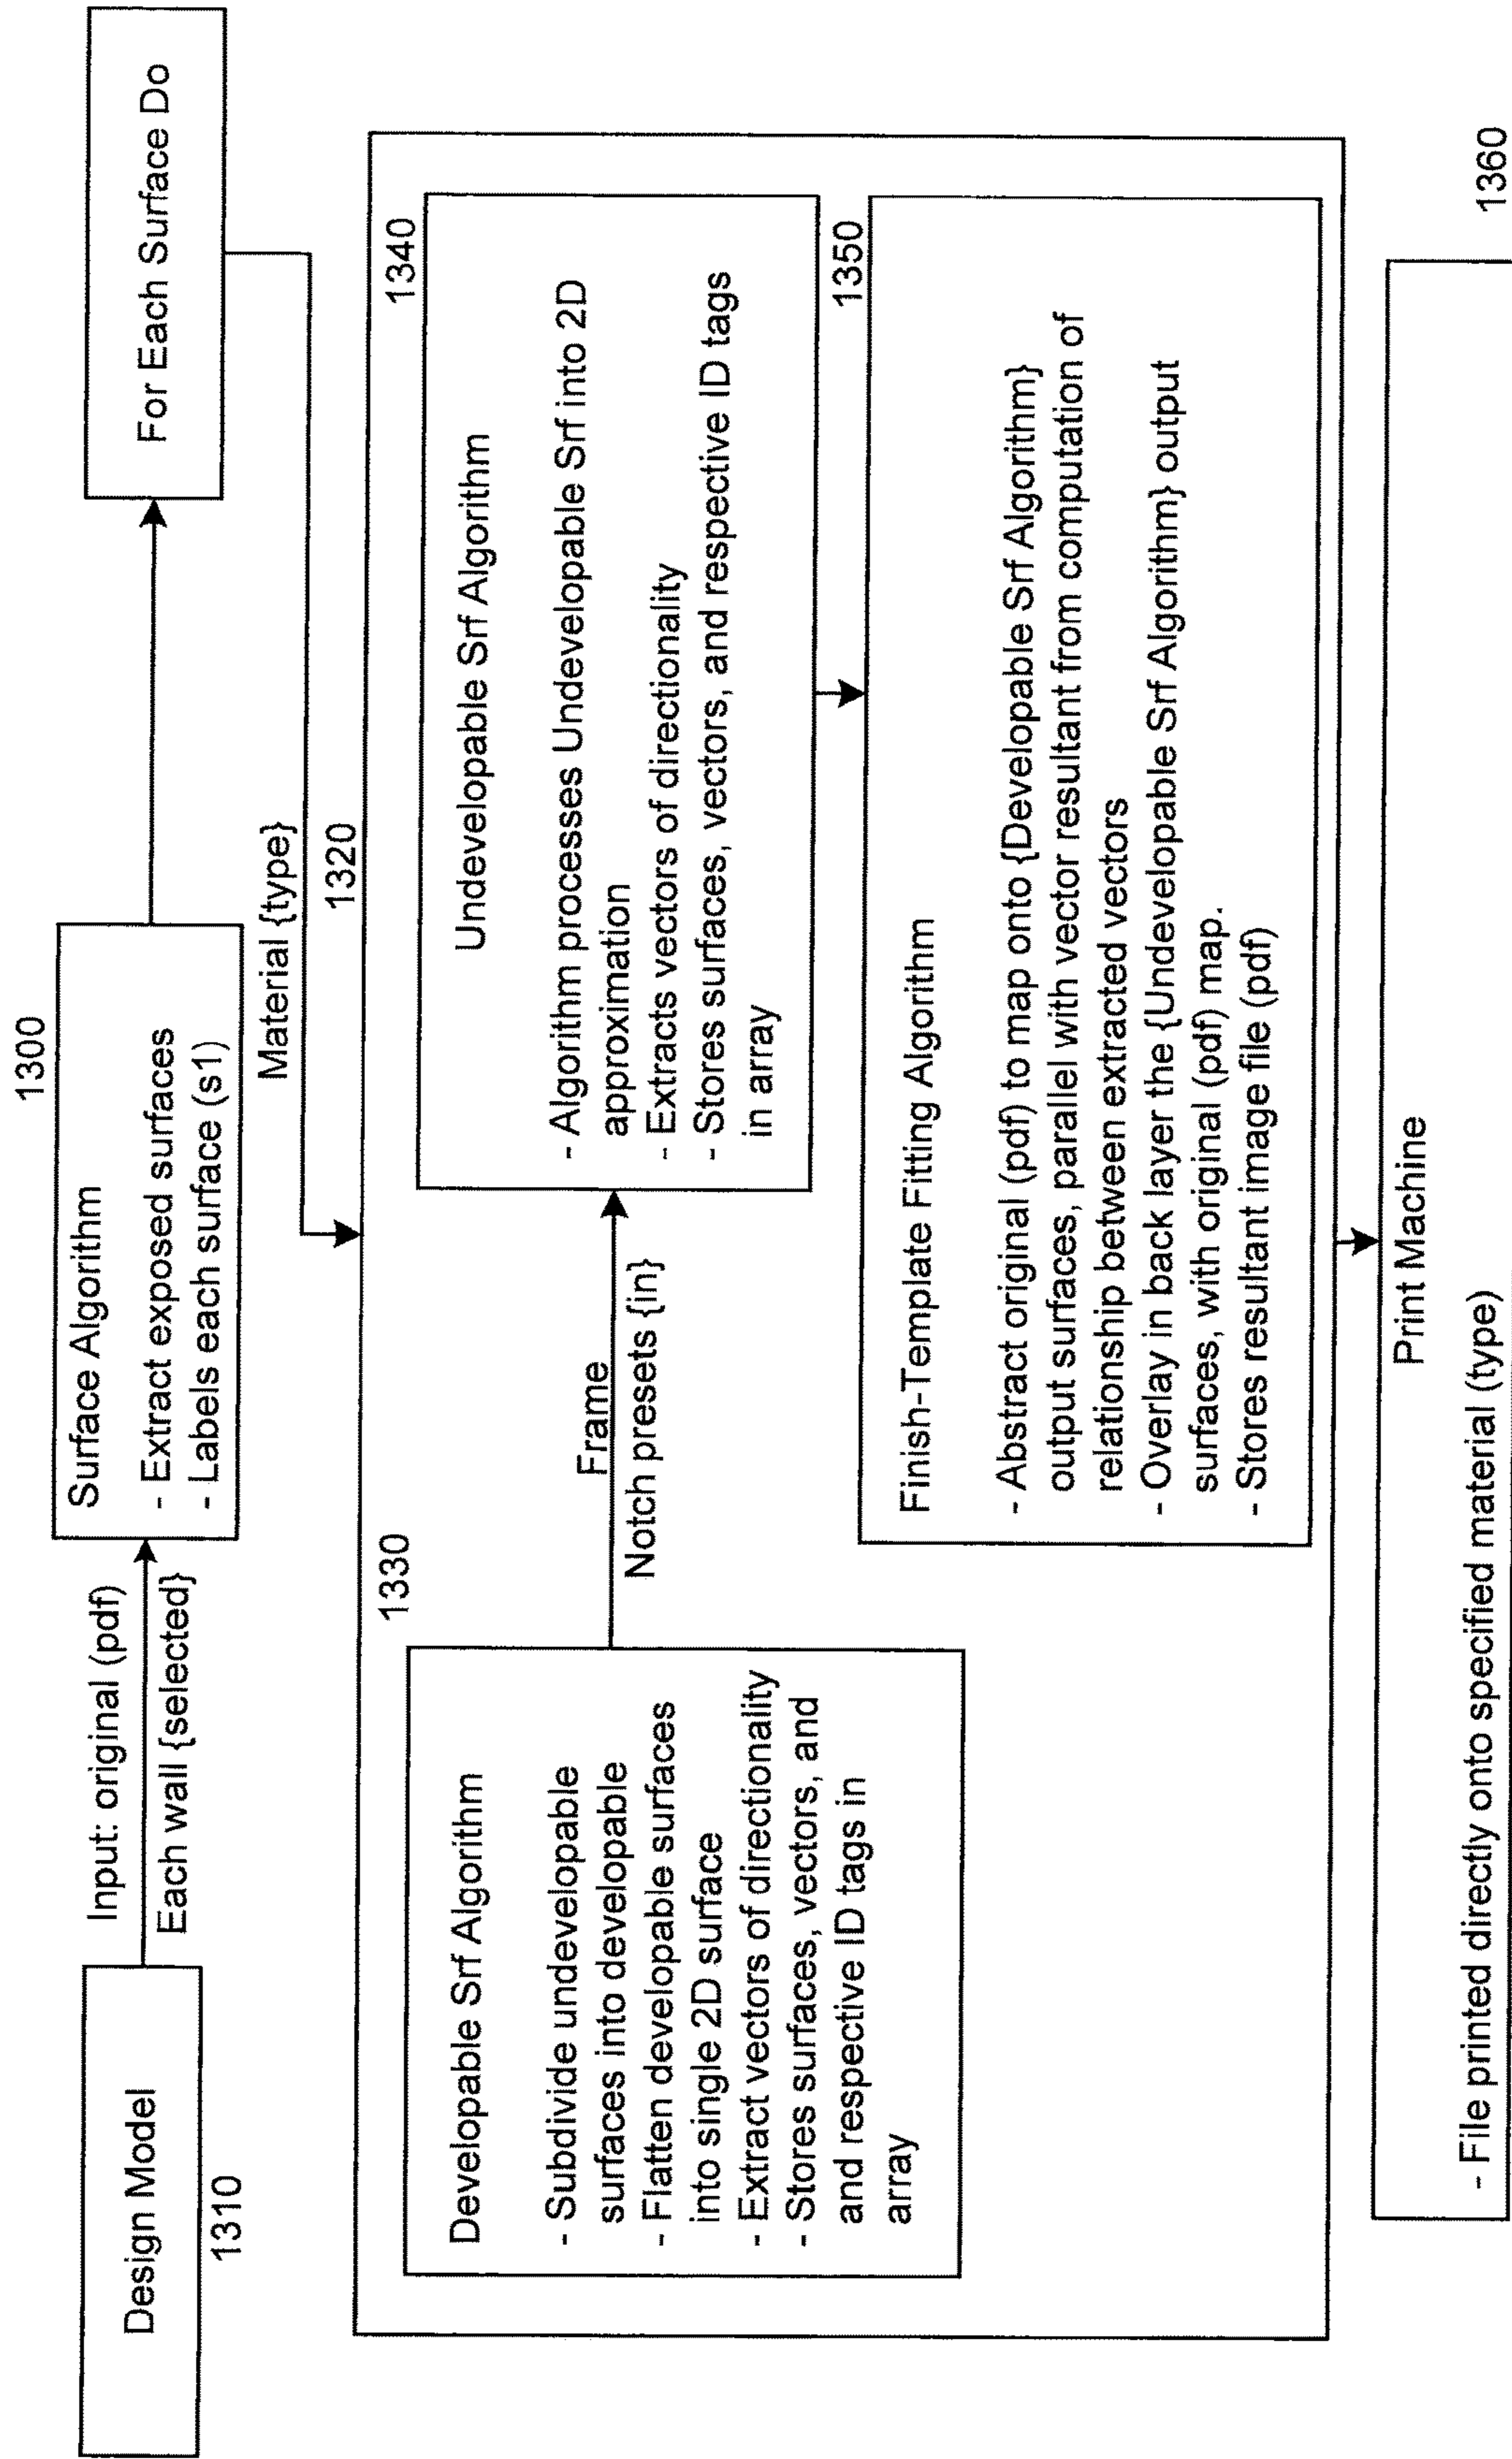 Design Model
1310
Input: original (pdf)
Each wall {selected}
1300
Surface Algorithm
- Extract exposed surfaces
- Labels each surface (s1)
For Each Surface Do
Material {type}
1320
1330
Developable Srf Algorithm
- Subdivide undevelopable
surfaces into developable
- Flatten developable surfaces
into single 2D surface
- Extract vectors of directionality
- Stores surfaces, vectors, and
and respective ID tags in
array
Frame
Notch presets {in}
1340
Undevelopable Srf Algorithm
- Algorithm processes Undevelopable Srf into 2D
approximation
- Extracts vectors of directionality
- Stores surfaces, vectors, and respective ID tags
in array
1350
Finish-Template Fitting Algorithm
- Abstract original (pdf) to map onto {Developable Srf Algorithm}
output surfaces, parallel with vector resultant from computation of
relationship between extracted vectors
- Overlay in back layer the {Undevelopable Srf Algorithm} output
surfaces, with original (pdf) map.
- Stores resultant image file (pdf)
Print Machine
1360
- File printed directly onto specified material (type)